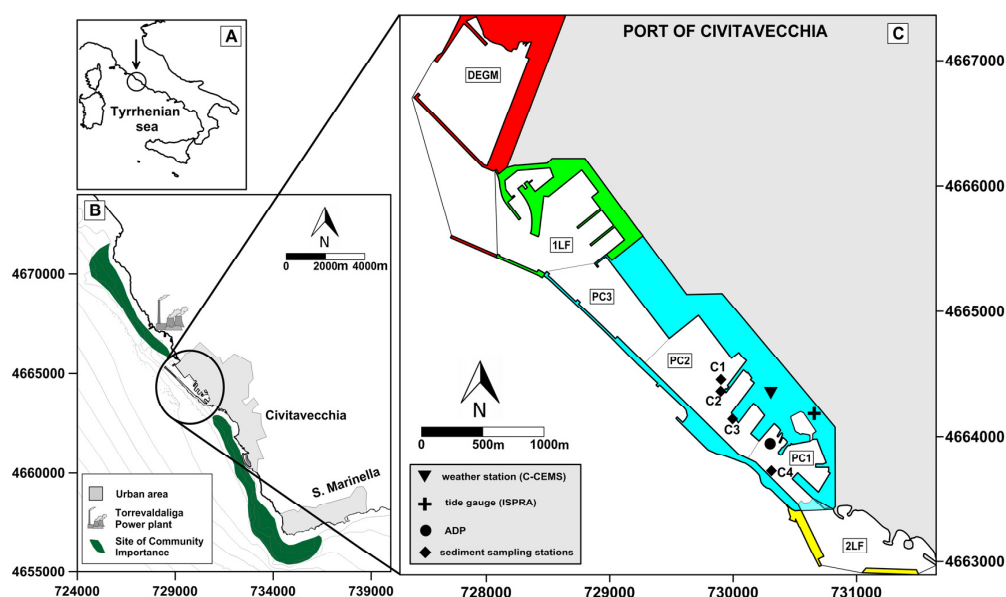 A
Tyrrhenian
sea
B
N
0
2000m
4000m
4670000
4665000
4660000
4655000
Civitavecchia
S. Marinella
Urban area
Torrevaldaliga
Power plant
Site of Community
Importance
724000
729000
734000
739000
PORT OF CIVITAVECCHIA
C
DEGM
1LF
PC3
PC2
C1
C2
C3
PC1
C4
2LF
N
0
500m
1000m
weather station (C-CEMS)
tide gauge (ISPRA)
ADP
sediment sampling stations
4667000
4666000
4665000
4664000
4663000
728000
729000
730000
731000